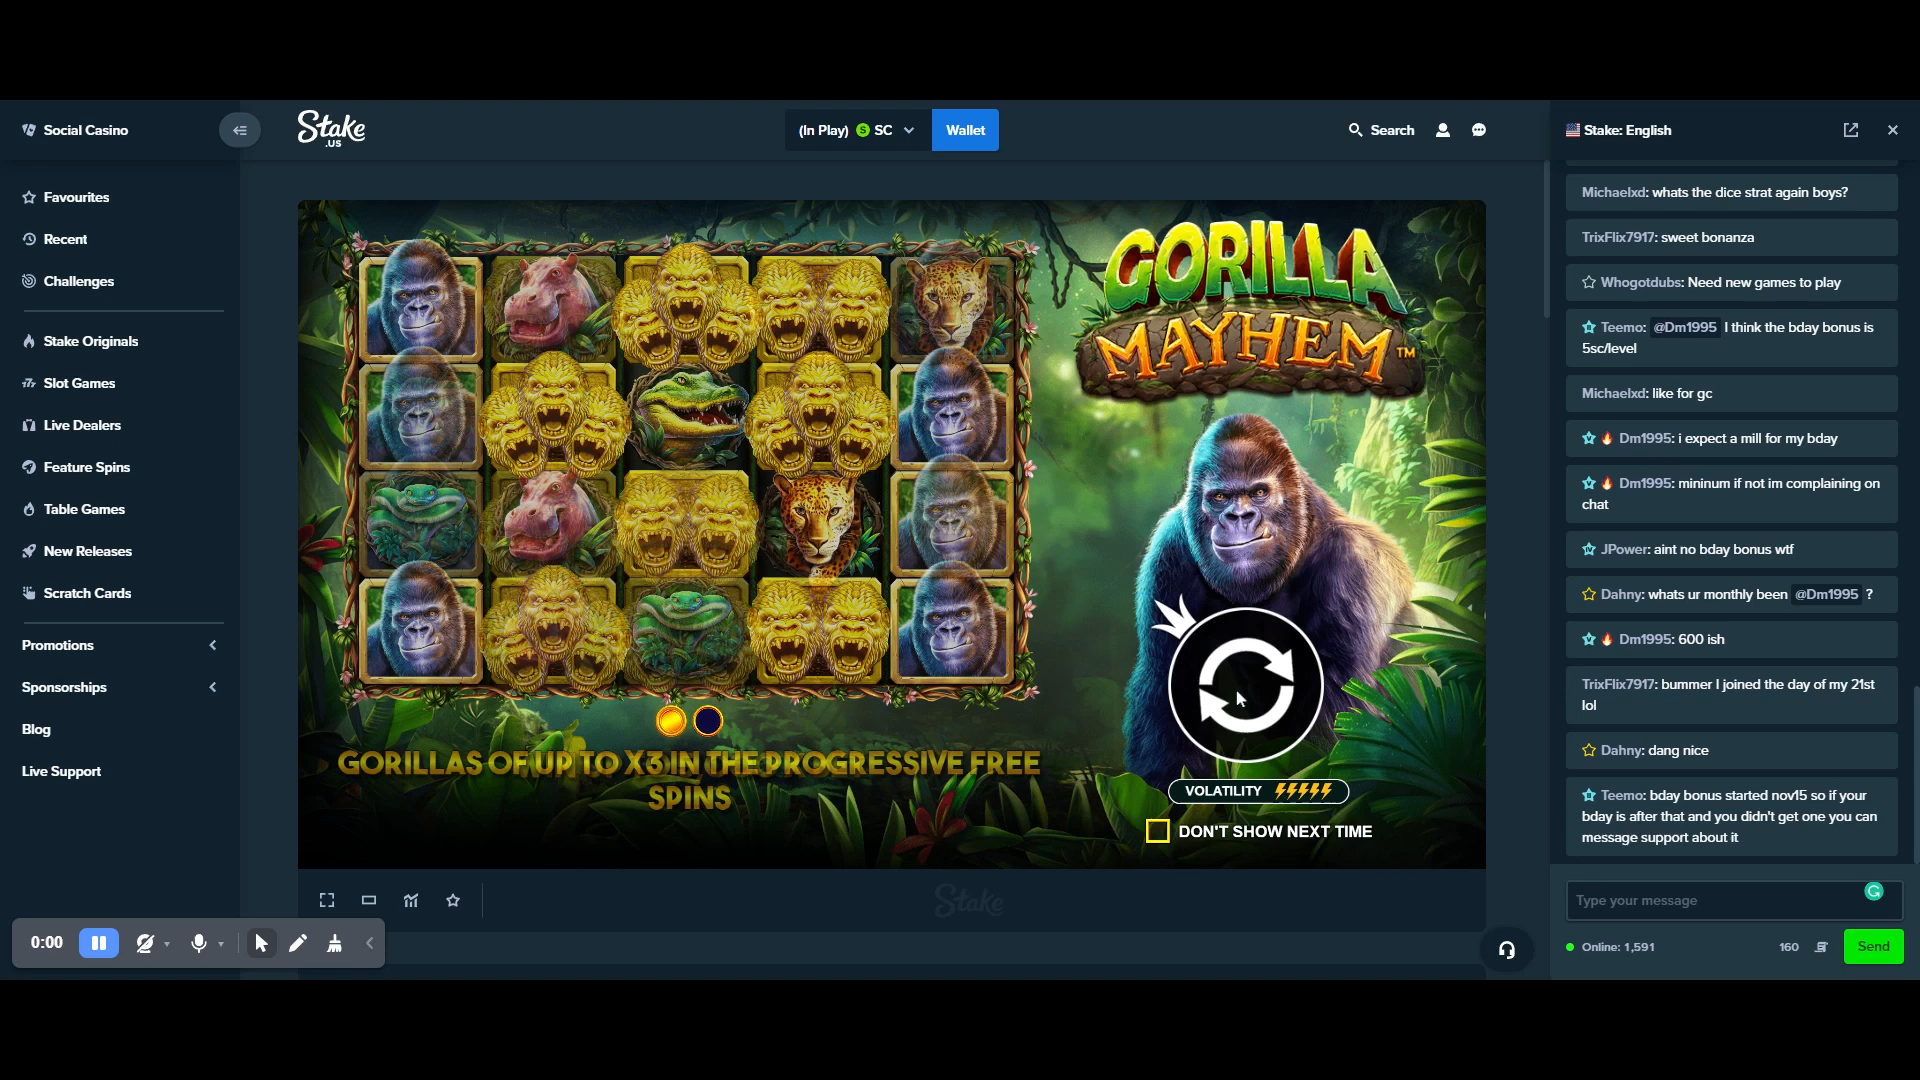 Social Casino
Favourites
Recent
Challenges
Stake Originals
Slot Games
Live Dealers
Feature Spins
Table Games
New Releases
Scratch Cards
Promotions
Sponsorships
Blog
Live Support
0:00
Stake
.US
(In Play) S SC
Wallet
Search
GORILLA
MAYHEM™
GORILLAS OF UP TO X3 IN THE PROGRESSIVE FREE
SPINS
VOLATILITY
DON'T SHOW NEXT TIME
Stake
Stake: English
Michaelxd: whats the dice strat again boys?
TrixFlix7917: sweet bonanza
Whogotdubs: Need new games to play
Teemo: @Dm1995 I think the bday bonus is
5sc/level
Michaelxd: like for gc
Dm1995: i expect a mill for my bday
Dm1995: mininum if not im complaining on
chat
JPower: aint no bday bonus wtf
Dahny: whats ur monthly been @Dm1995 ?
Dm1995: 600 ish
TrixFlix7917: bummer I joined the day of my 21st
lol
Dahny: dang nice
Teemo: bday bonus started nov15 so if your
bday is after that and you didn't get one you can
message support about it
Type your message
Online: 1,591
160
Send